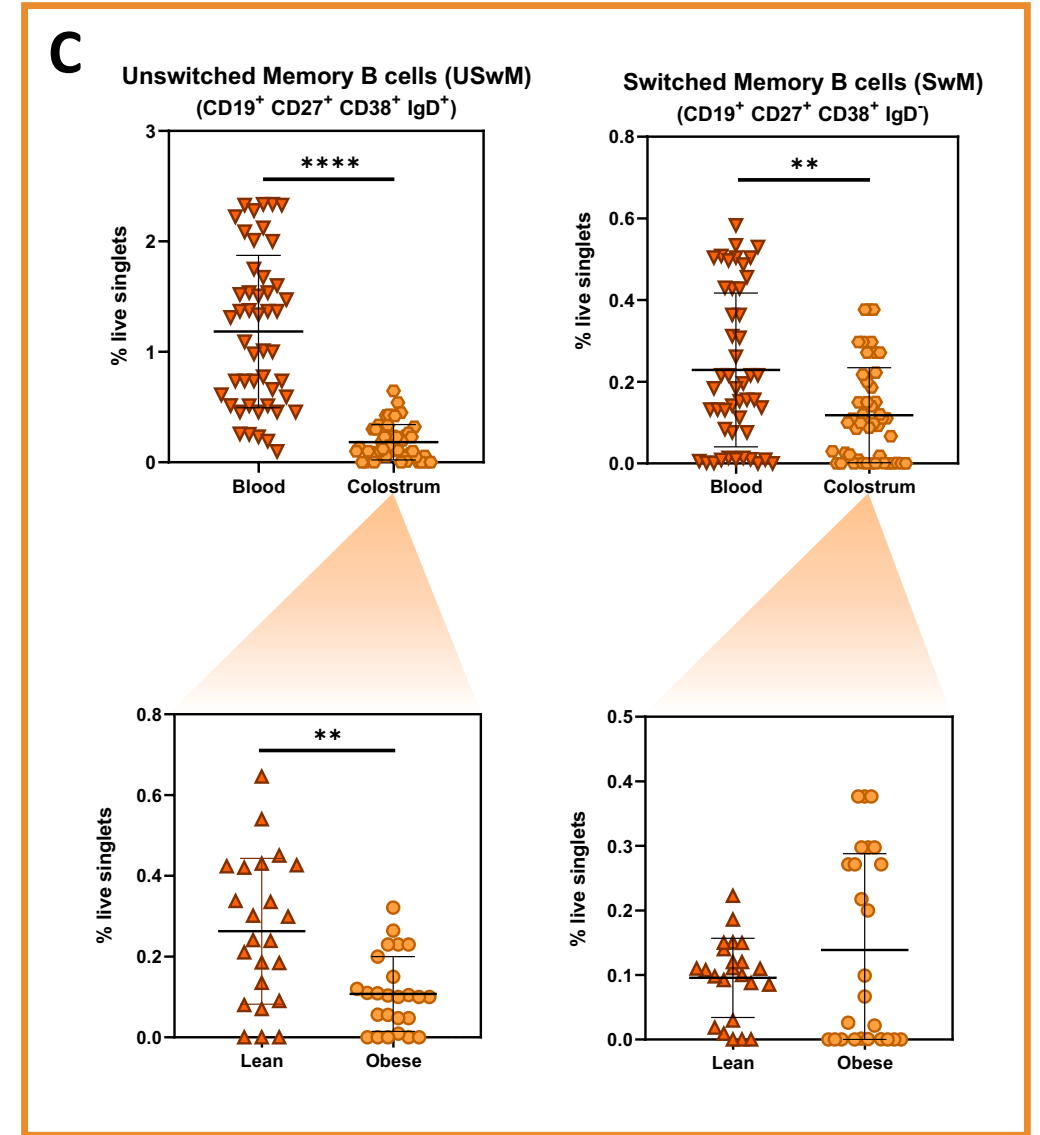 C
Unswitched Memory B cells (USwM)
(CD19⁺ CD27⁺ CD38⁺ IgD⁺)
% live singlets
3
2
1
0
****
Blood
Colostrum
Switched Memory B cells (SwM)
(CD19⁺ CD27⁺ CD38⁺ IgD⁻)
% live singlets
0.8
0.6
0.4
0.2
0.0
**
Blood
Colostrum
% live singlets
0.8
0.6
0.4
0.2
0.0
**
Lean
Obese
% live singlets
0.5
0.4
0.3
0.2
0.1
0.0
Lean
Obese